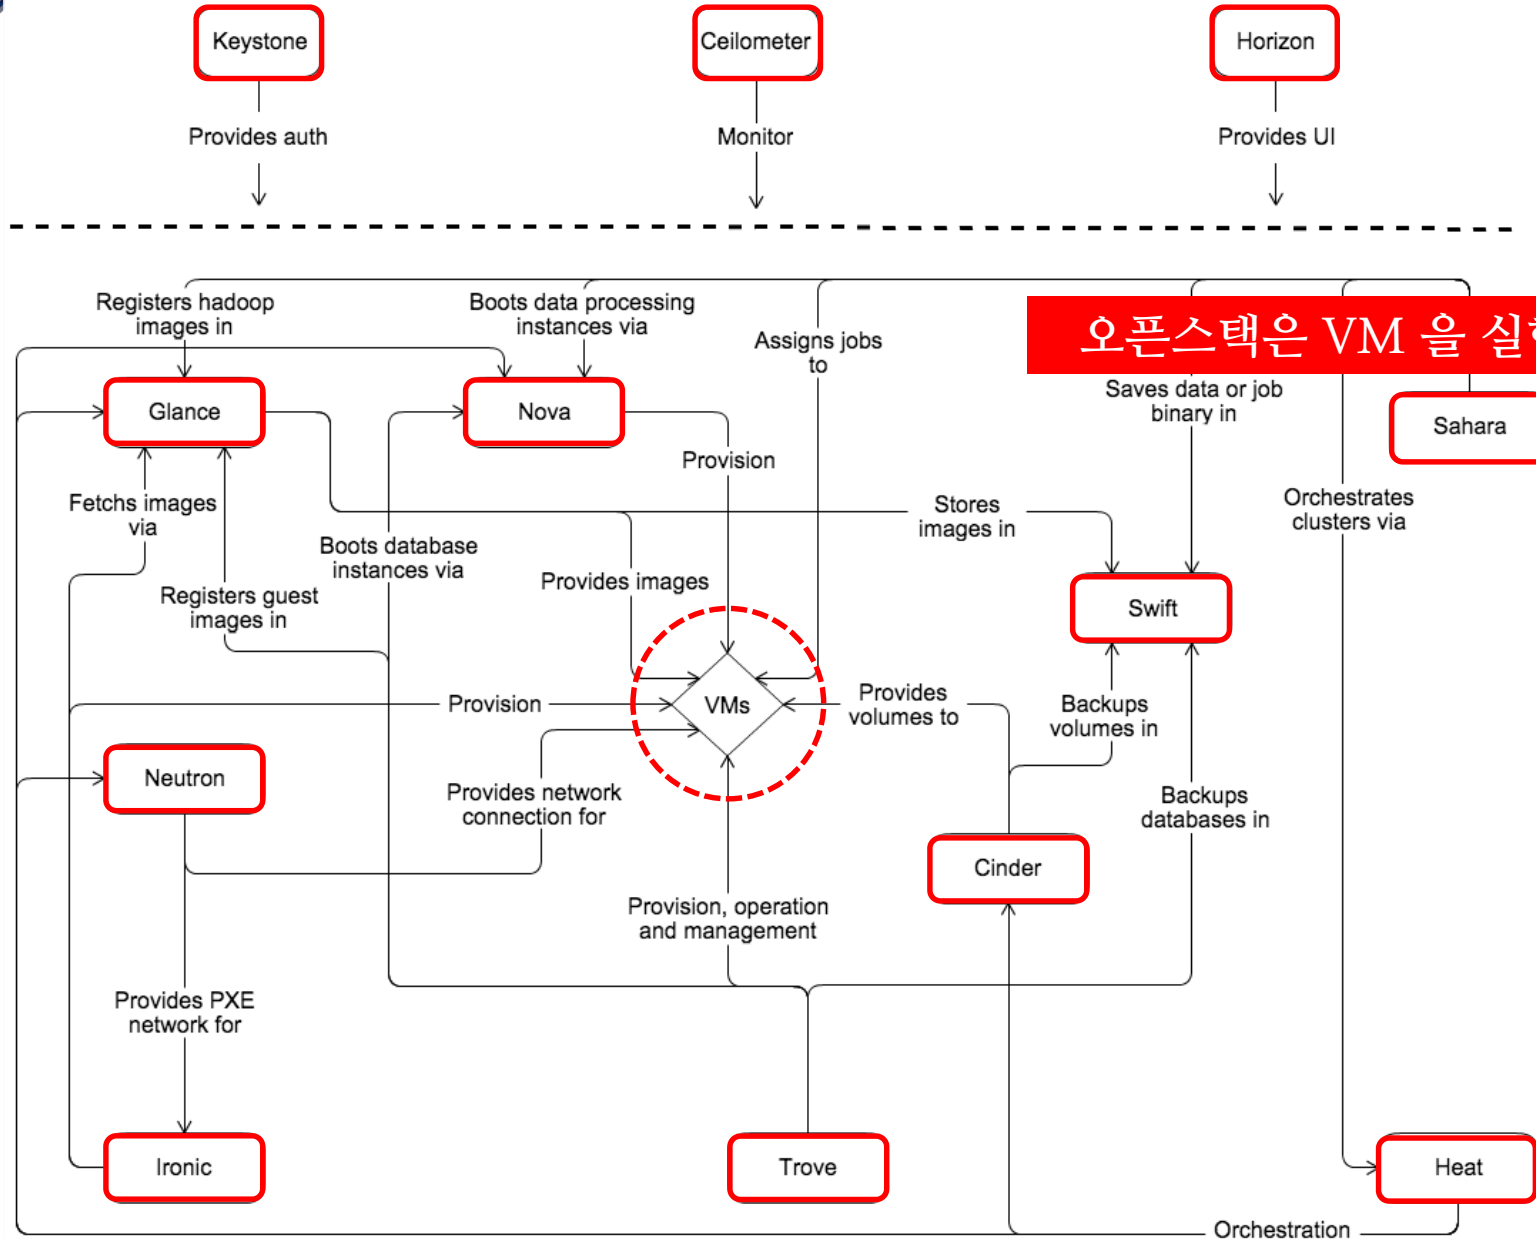 Keystone
Ceilometer
Horizon
Provides auth
Monitor
Provides UI
Registers hadoop
images in
Boots data processing
instances via
Assigns jobs
to
오픈스택은 VM 을
Saves data or job
binary in
Glance
Nova
Sahara
Provision
Fetchs images
via
Stores
images in
Orchestrates
clusters via
Boots database
instances via
Provides images
Registers guest
images in
Swift
Provision
VMs
Provides
volumes to
Backups
volumes in
Neutron
Provides network
connection for
Backups
databases in
Cinder
Provision, operation
and management
Provides PXE
network for
Ironic
Trove
Heat
Orchestration